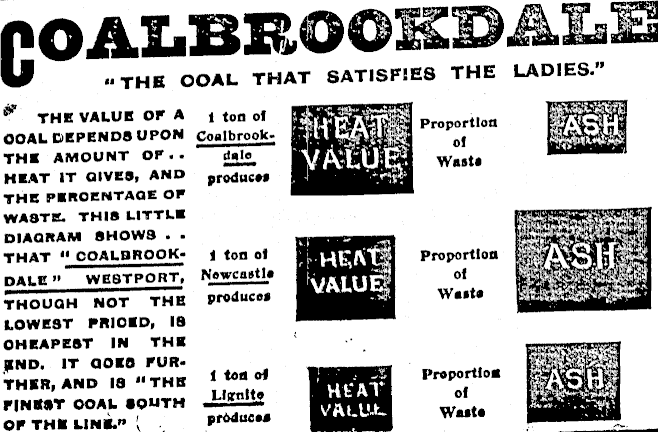 COALBROOKDALE
"THE COAL THAT SATISFIES THE LADIES."
THE VALUE OF A
COAL DEPENDS UPON
THE AMOUNT OF..
HEAT IT GIVES, AND
THE PERCENTAGE OF
WASTE. THIS LITTLE
DIAGRAM SHOWS . .
THAT "COALBROOK-
DALE" WESTPORT,
THOUGH NOT THE
LOWEST PRICED, IS
CHEAPEST IN THE
END. IT GOES FUR-
THER, AND IS "THE
FINEST COAL SOUTH
OF THE LINE."
1 ton of
Coalbrook-
dale
produces
HEAT
VALUE
Proportion
of
Waste
ASH
1 ton of
Newcastle
produces
HEAT
VALUE
Proportion
of
Waste
ASH
1 ton of
Lignite
produces
HEAT
VALUE
Proportion
of
Waste
ASH